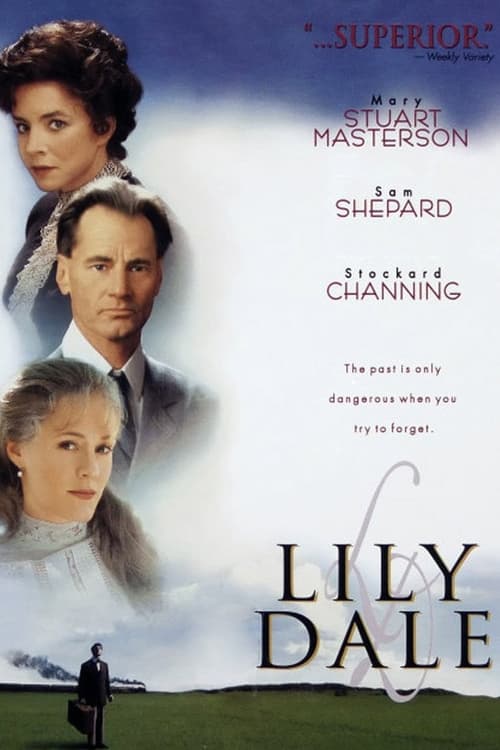 "...SUPERIOR."
— Weekly Variety
Mary
STUART
MASTERSON
Sam
SHEPARD
Stockard
CHANNING
The past is only
dangerous when you
try to forget.
LD
LILY
DALE